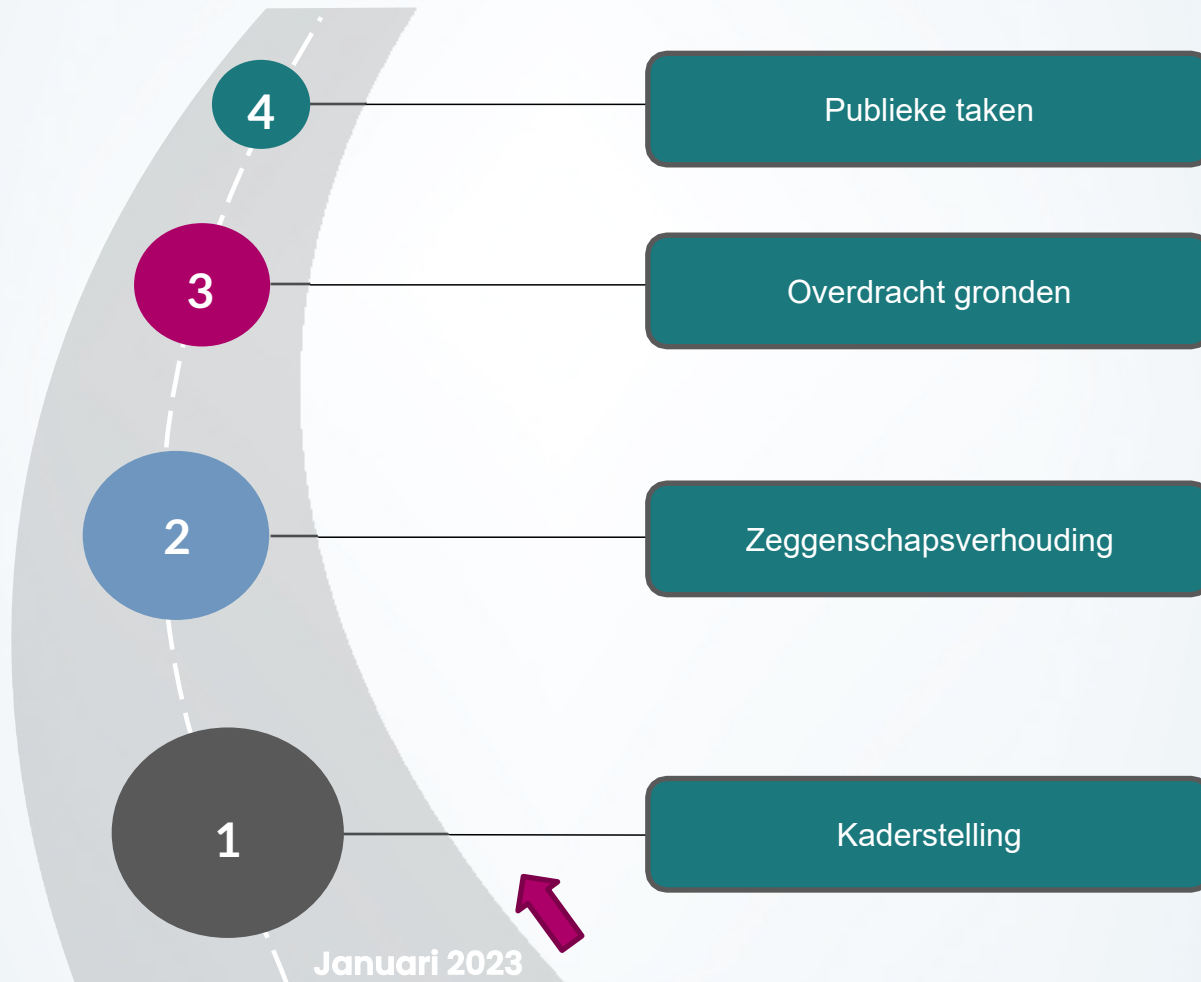 4
Publieke taken
3
Overdracht gronden
2
Zeggenschapsverhouding
1
Kaderstelling
Januari 2023